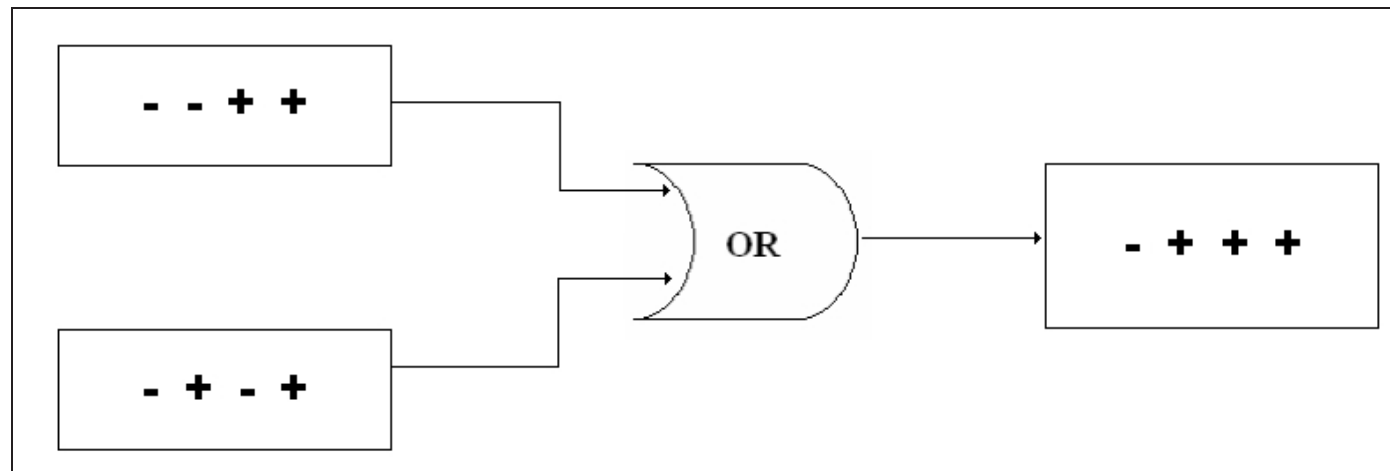 - - + +
OR
- + + +
- + - +